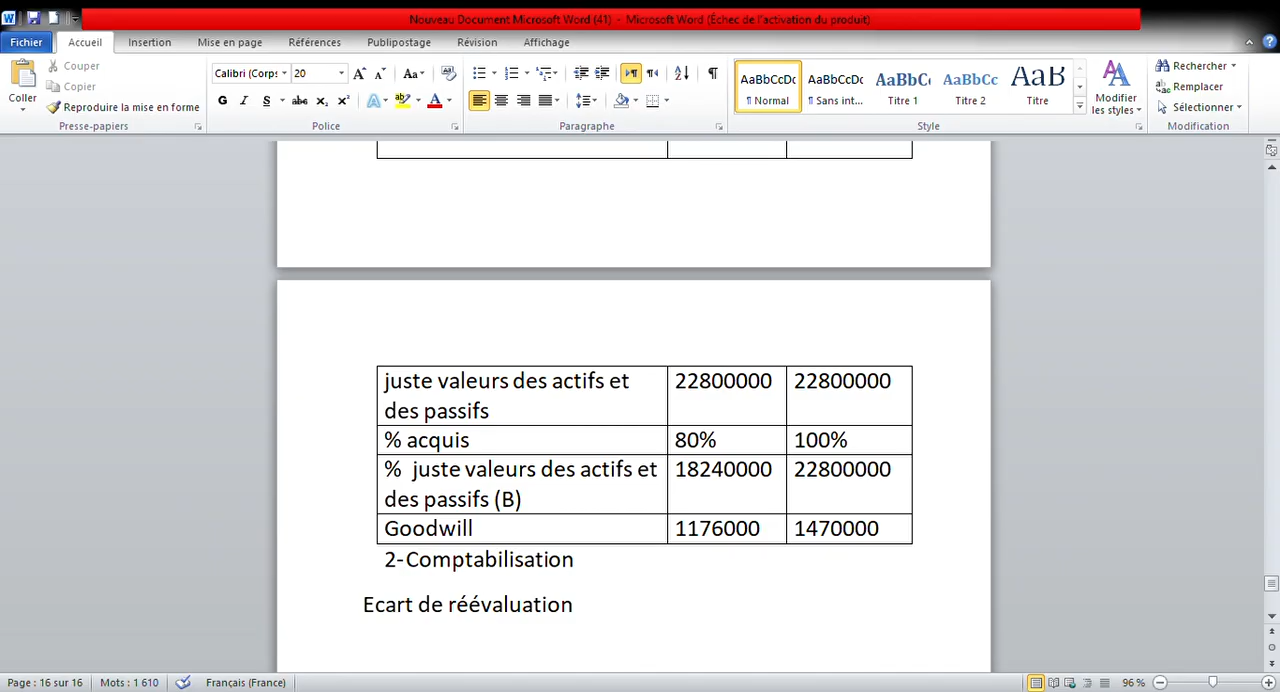 Nouveau Document Microsoft Word (41) - Microsoft Word (Échec de l'activation du produit)
Fichier Accueil Insertion Mise en page Références Publipostage Révision Affichage
Coller
Couper
Copier
Reproduire la mise en forme
Presse-papiers
Calibri (Corps 20
Aa
G I S abc x₂ x² A ab A
Police
Paragraphe
AaBbCcDc AaBbCcDc AaBbC AaBbCc AaB
¶ Normal ¶ Sans int... Titre 1 Titre 2 Titre
Modifier
les styles
Style
Rechercher
Remplacer
Sélectionner
Modification
juste valeurs des actifs et
des passifs
22800000 22800000
% acquis 80% 100%
% juste valeurs des actifs et
des passifs (B)
18240000 22800000
Goodwill 1176000 1470000
2-Comptabilisation
Ecart de réévaluation
Page : 16 sur 16 Mots : 1 610 Français (France) 96 %